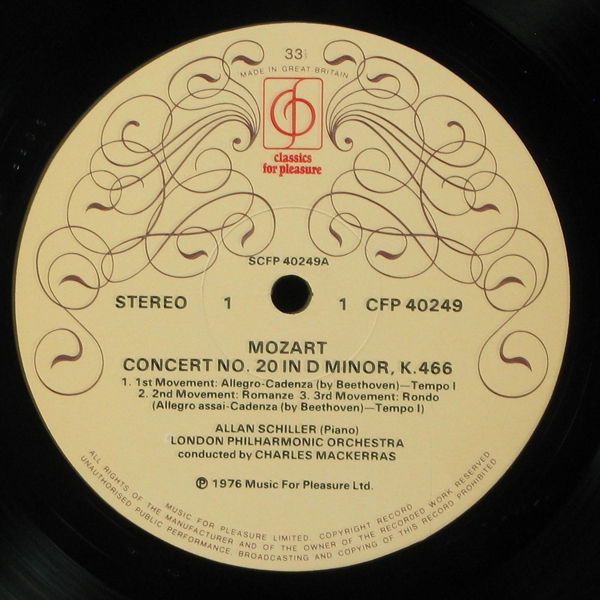 33⅓
MADE IN GREAT BRITAIN
cfp
classics
for pleasure
SCFP 40249A
STEREO 1 1 CFP 40249
MOZART
CONCERT NO. 20 IN D MINOR, K.466
1. 1st Movement: Allegro-Cadenza (by Beethoven)—Tempo I
2. 2nd Movement: Romanze 3. 3rd Movement: Rondo
(Allegro assai-Cadenza (by Beethoven)—Tempo I)
ALLAN SCHILLER (Piano)
LONDON PHILHARMONIC ORCHESTRA
conducted by CHARLES MACKERRAS
℗ 1976 Music For Pleasure Ltd.
MUSIC FOR PLEASURE LIMITED. COPYRIGHT RECORD
ALL RIGHTS OF THE MANUFACTURER AND OF THE OWNER OF THE RECORDED WORK RESERVED
UNAUTHORISED PUBLIC PERFORMANCE, BROADCASTING AND COPYING OF THIS RECORD PROHIBITED